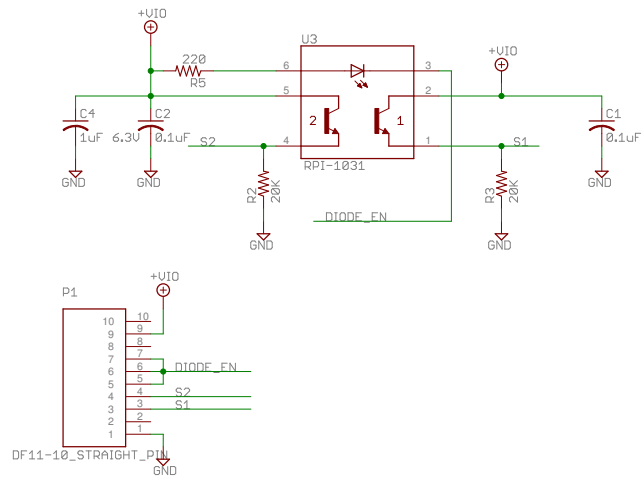 +VIO
U3
+VIO
220
R5
6
3
5
2
C4
1uF
6.3V
C2
0.1uF
S2
4
2
1
1
S1
C1
0.1uF
RPI-1031
GND
GND
GND
R2
20K
R3
20K
DIODE_EN
GND
GND
+VIO
P1
10 10
9 9
8 8
7 7
6 6 DIODE_EN
5 5
4 4 S2
3 3 S1
2 2
1 1
DF11-10_STRAIGHT_PIN
GND